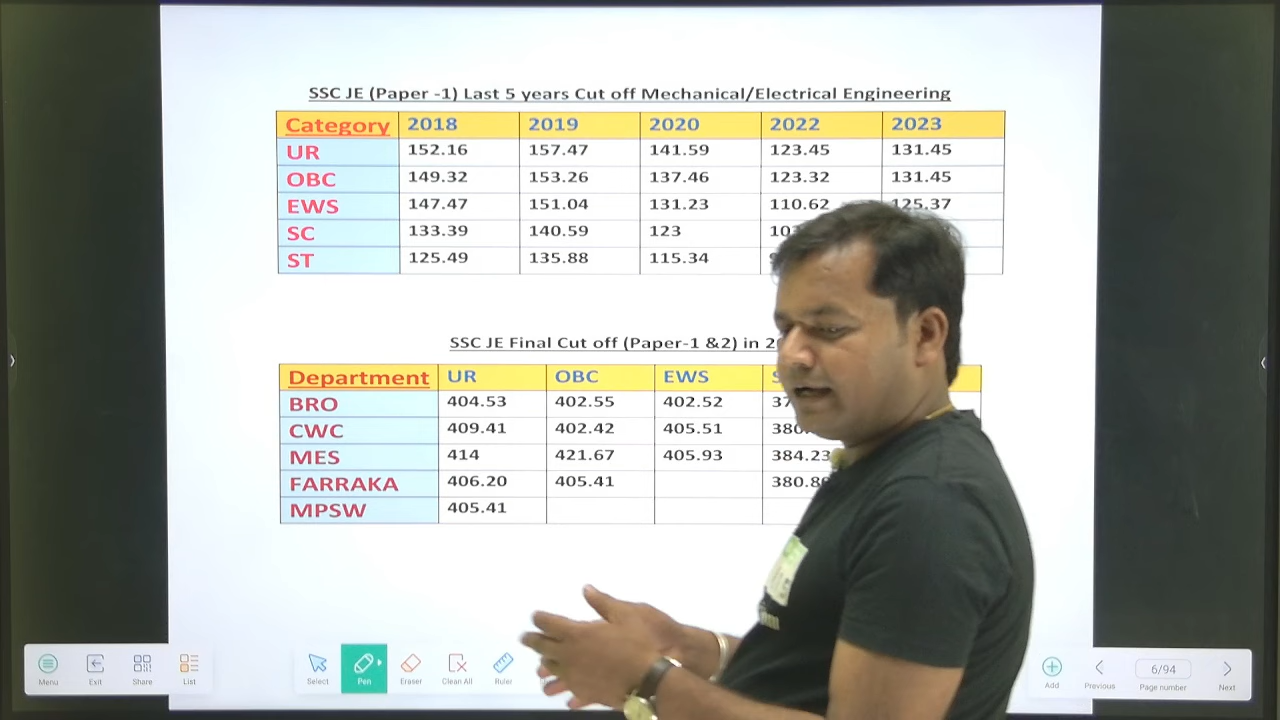 SSC JE (Paper -1) Last 5 years Cut off Mechanical/Electrical Engineering
Category 2018 2019 2020 2022 2023
UR 152.16 157.47 141.59 123.45 131.45
OBC 149.32 153.26 137.46 123.32 131.45
EWS 147.47 151.04 131.23 110.62 125.37
SC 133.39 140.59 123
ST 125.49 135.88 115.34
SSC JE Final Cut off (Paper-1 &2) in
Department UR OBC EWS
BRO 404.53 402.55 402.52
CWC 409.41 402.42 405.51
MES 414 421.67 405.93 384.23
FARRAKA 406.20 405.41
MPSW 405.41
Menu Exit Share List Select Pen Eraser Clean All Ruler Add Previous 6/94 Page number Next